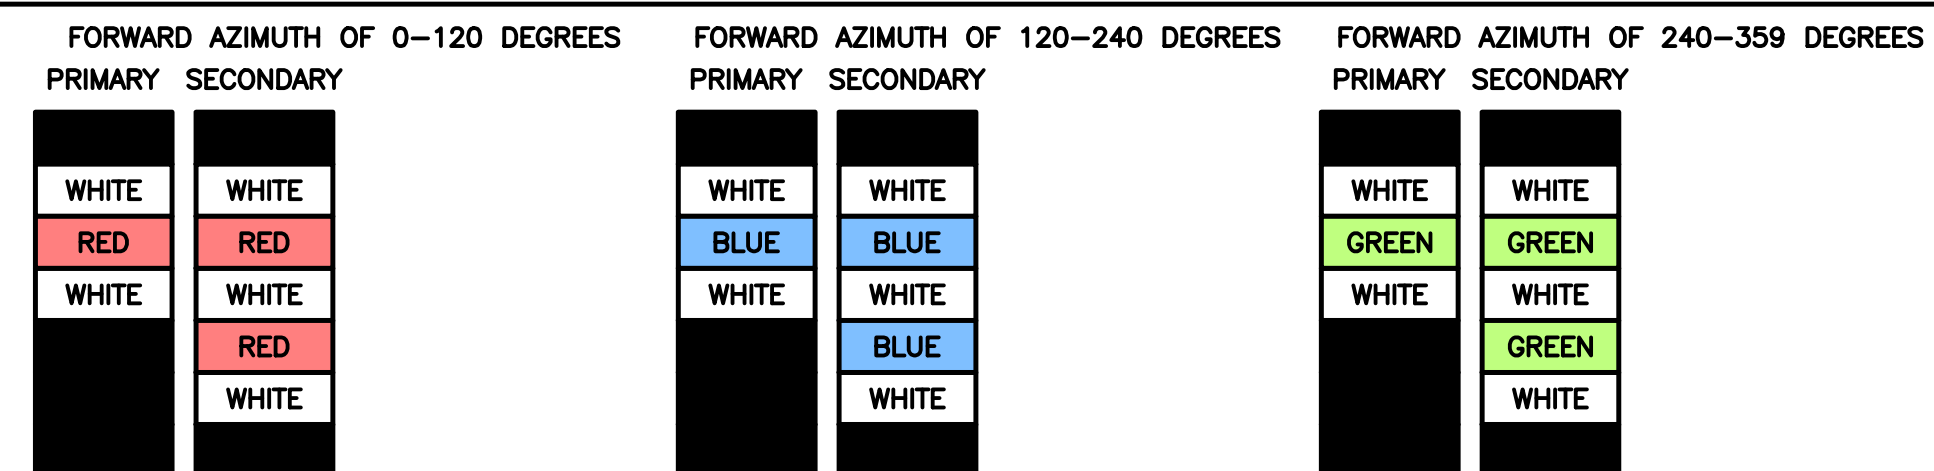 FORWARD AZIMUTH OF 0-120 DEGREES
PRIMARY SECONDARY
WHITE WHITE
RED RED
WHITE WHITE
RED
WHITE
FORWARD AZIMUTH OF 120-240 DEGREES
PRIMARY SECONDARY
WHITE WHITE
BLUE BLUE
WHITE WHITE
BLUE
WHITE
FORWARD AZIMUTH OF 240-359 DEGREES
PRIMARY SECONDARY
WHITE WHITE
GREEN GREEN
WHITE WHITE
GREEN
WHITE